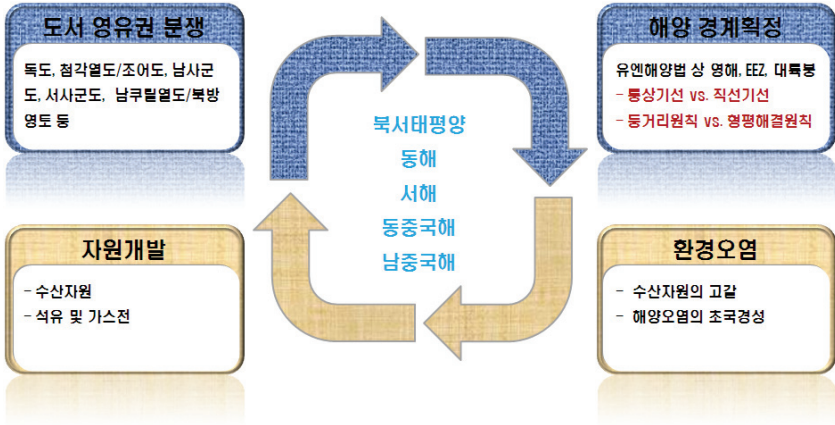 도서 영유권 분쟁
독도, 첨각열도/조어도, 남사군
도, 서사군도, 남쿠릴열도/북방
영토 등
해양 경계획정
유엔해양법 상 영해, EEZ, 대륙붕
- 통상기선 vs. 직선기선
- 등거리원칙 vs. 형평해결원칙
북서태평양
동해
서해
동중국해
남중국해
자원개발
- 수산자원
- 석유 및 가스전
환경오염
- 수산자원의 고갈
- 해양오염의 초국경성